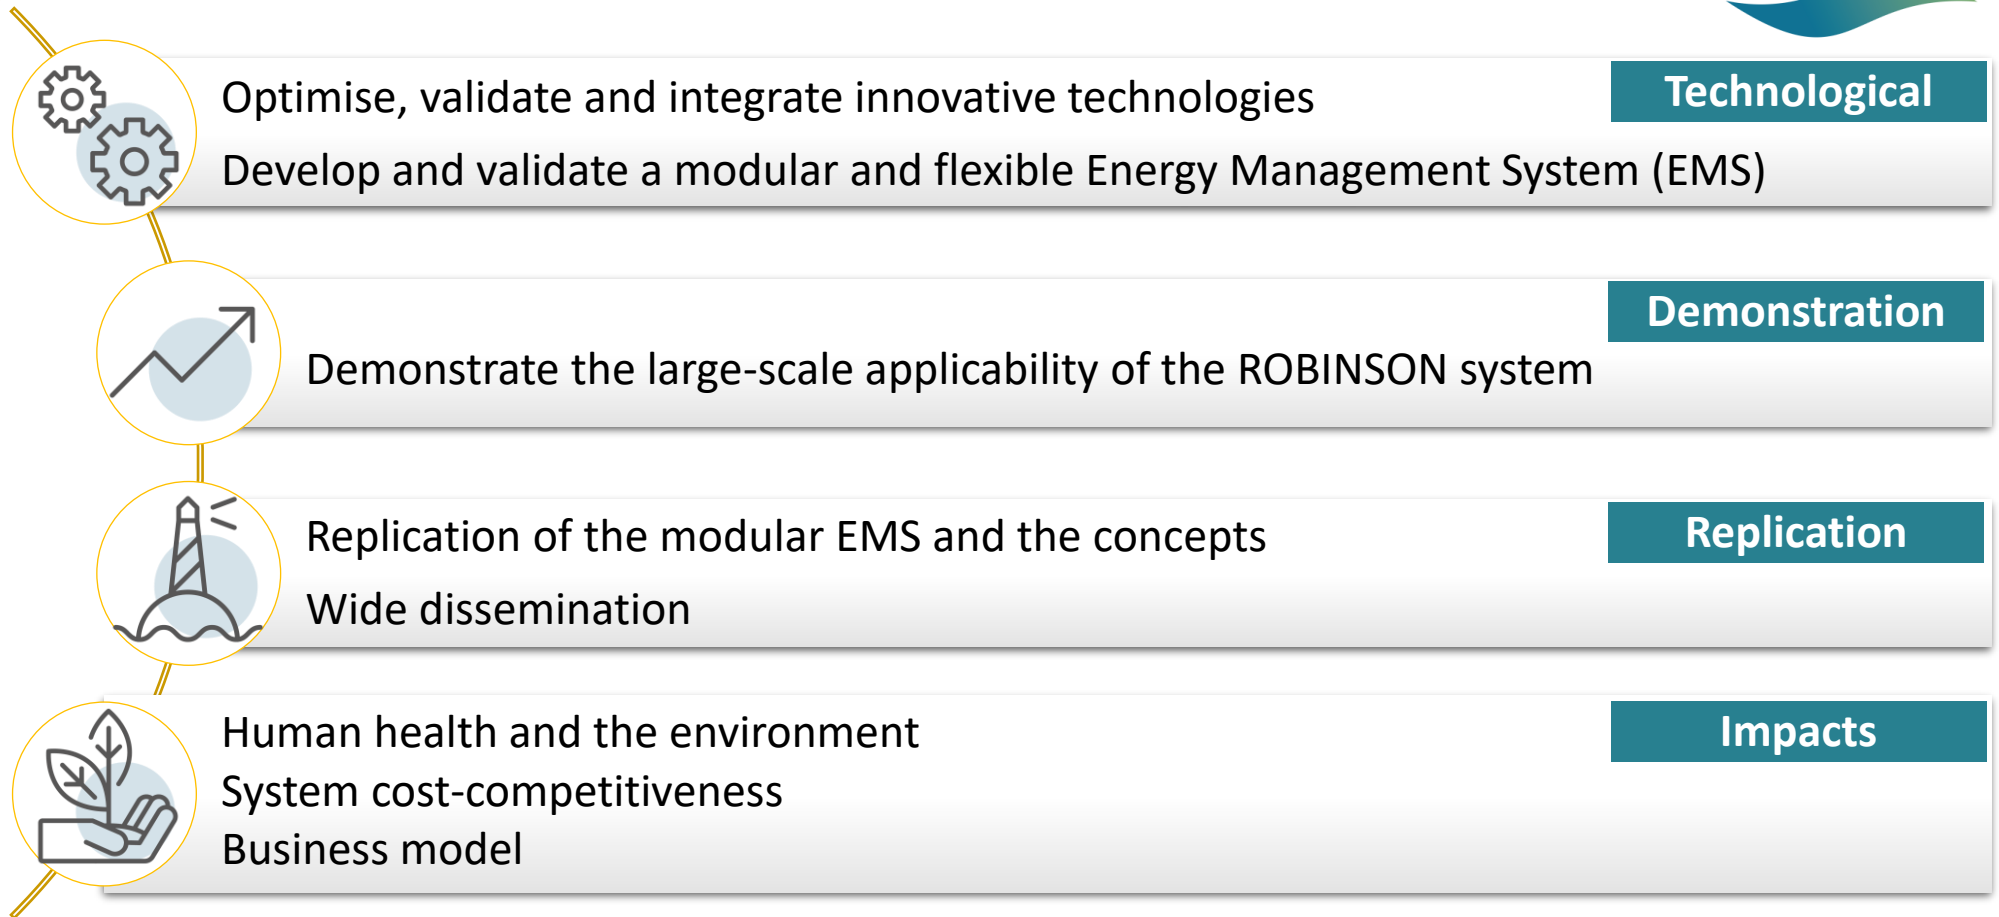 Technological
Optimise, validate and integrate innovative technologies
Develop and validate a modular and flexible Energy Management System (EMS)
Demonstration
Demonstrate the large-scale applicability of the ROBINSON system
Replication
Replication of the modular EMS and the concepts
Wide dissemination
Impacts
Human health and the environment
System cost-competitiveness
Business model